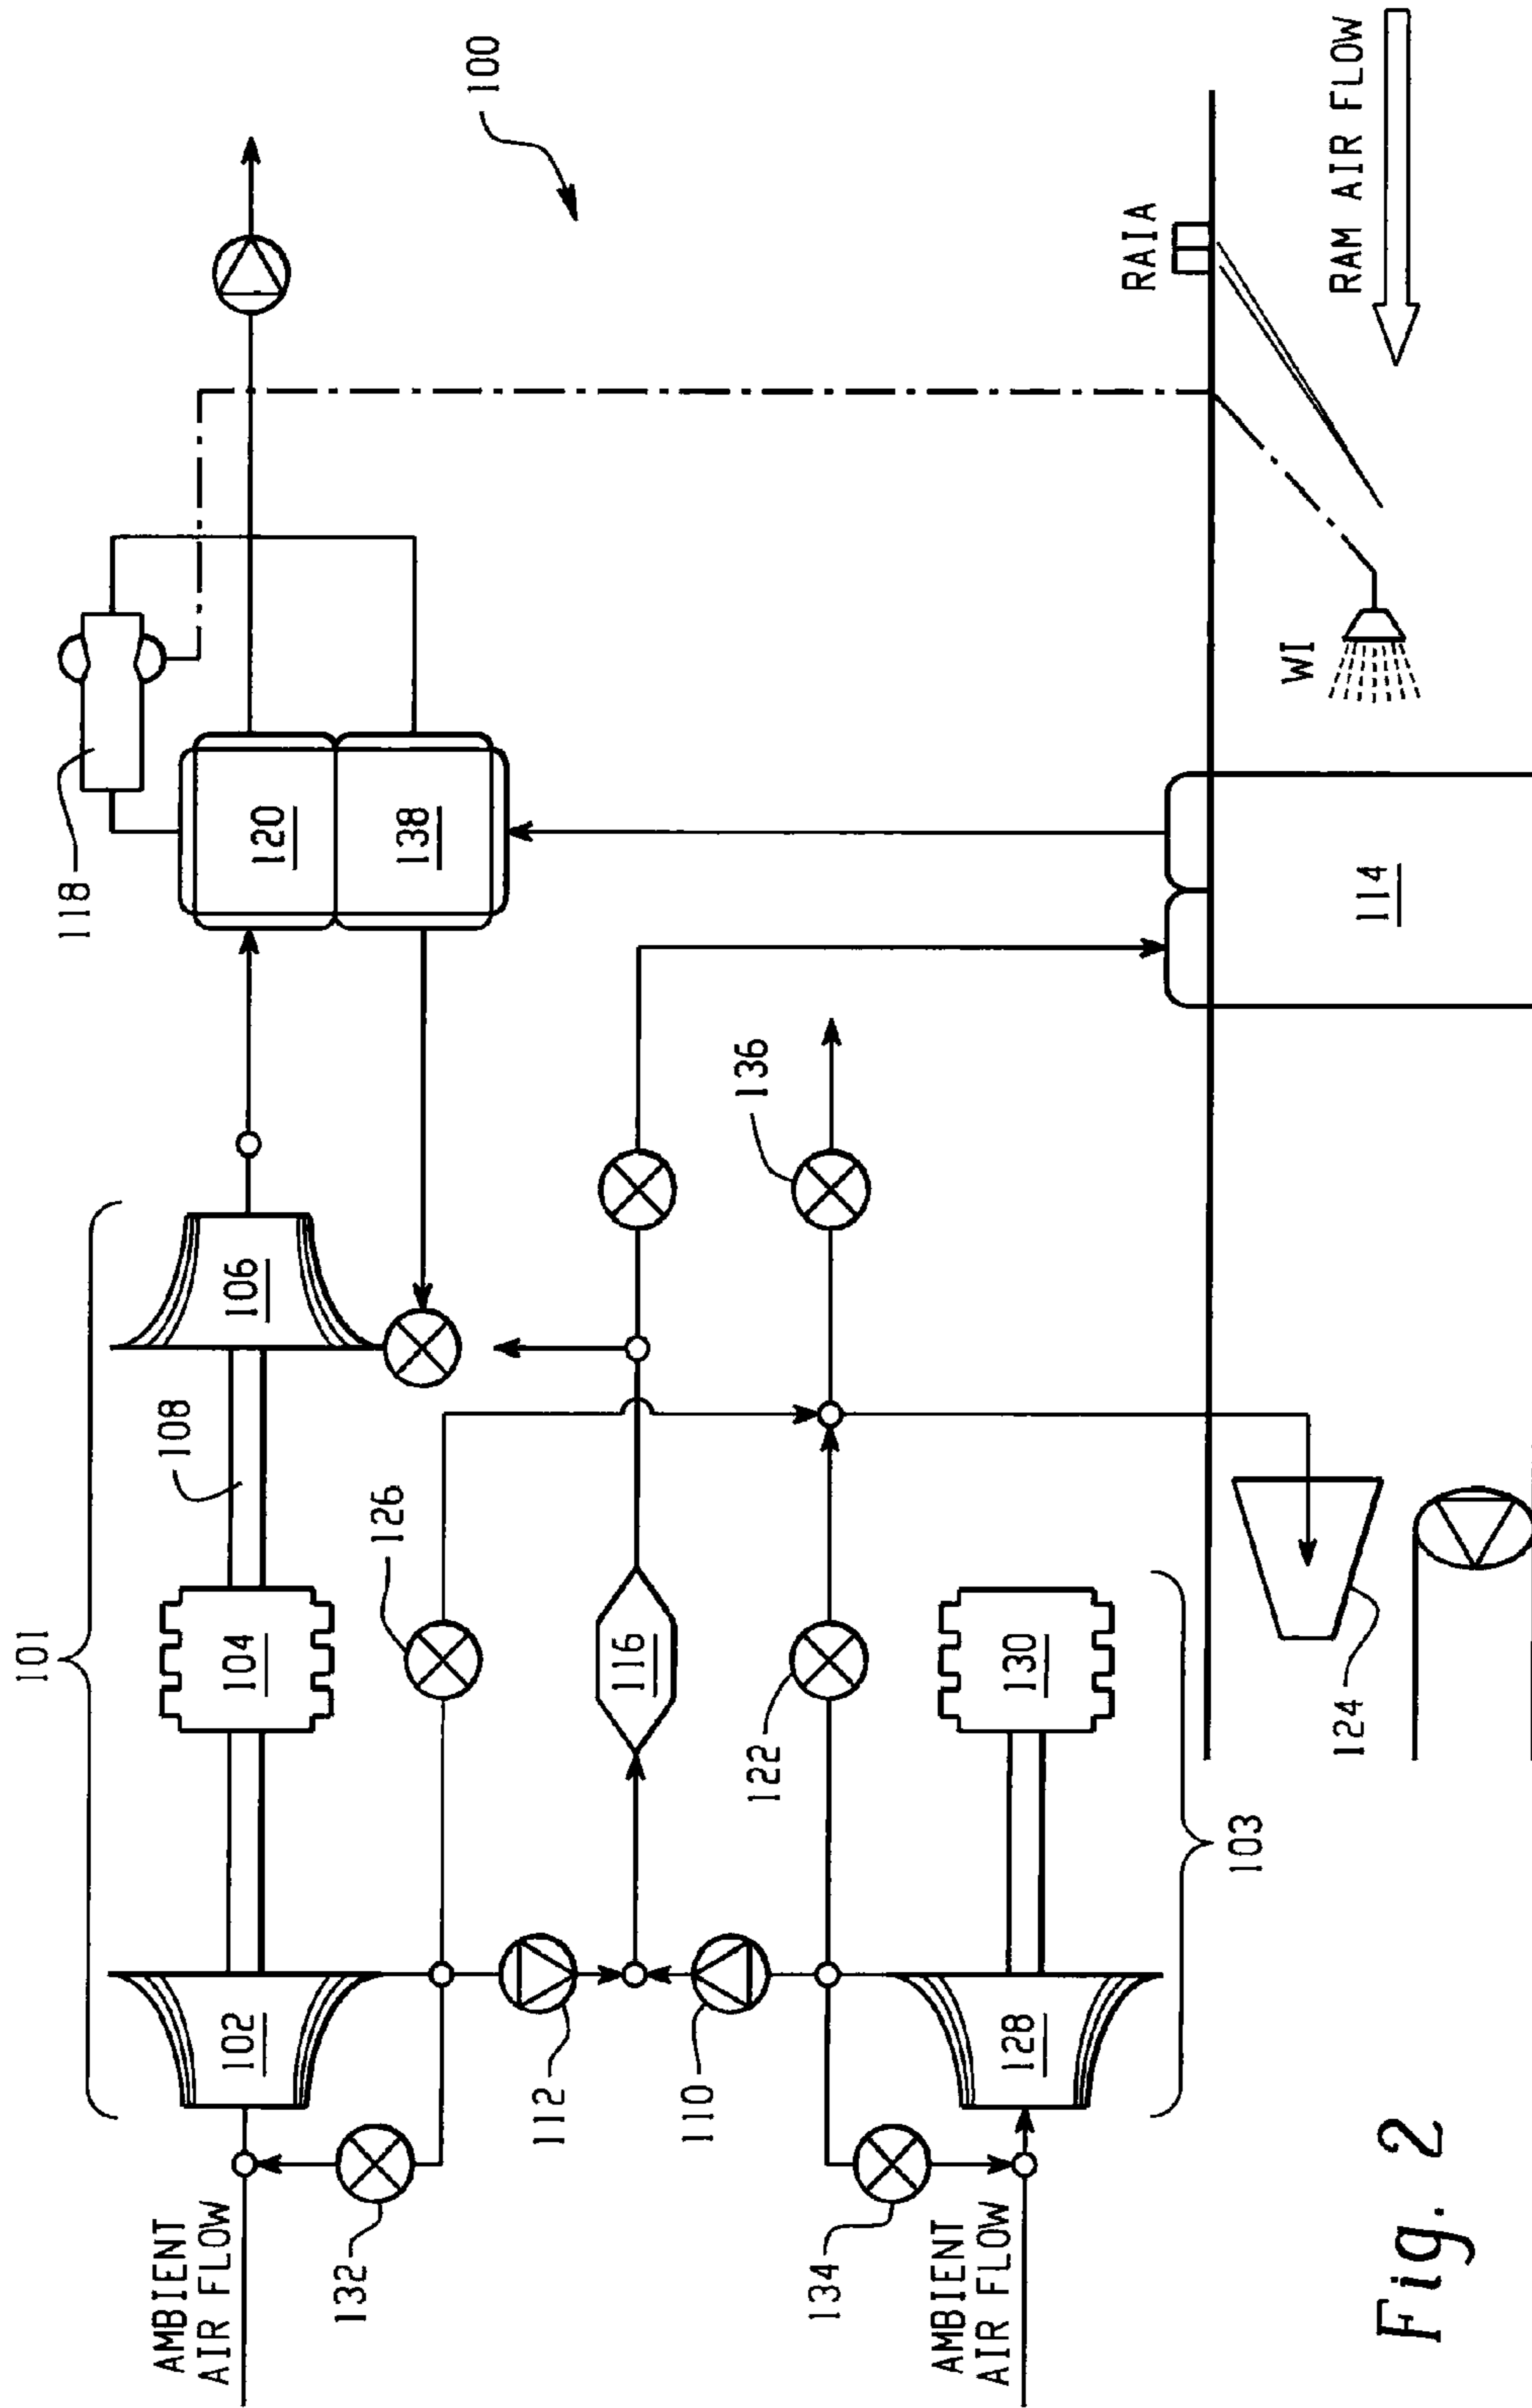 101
102
104
106
108
118
120
138
100
AMBIENT
AIR FLOW
132
126
112
116
110
122
136
134
AMBIENT
AIR FLOW
128
130
103
124
114
RAIA
WI
RAM AIR FLOW
Fig. 2